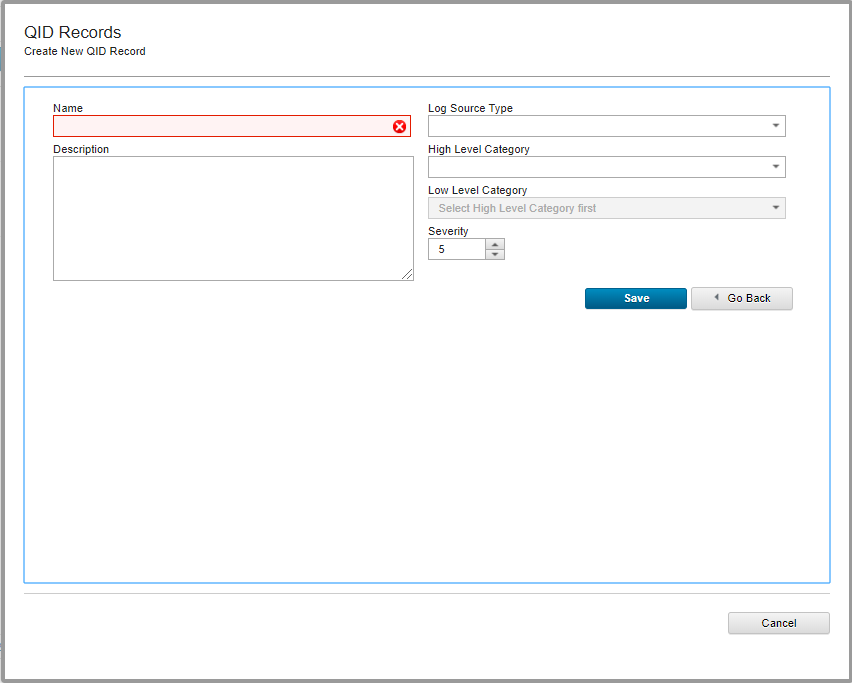 QID Records
Create New QID Record
Name
Description
Log Source Type
High Level Category
Low Level Category
Select High Level Category first
Severity
5
Save
Go Back
Cancel